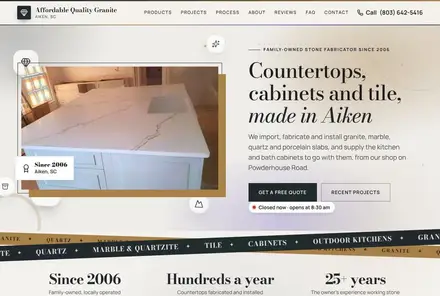 Affordable Quality Granite
AIKEN, SC
PRODUCTS PROJECTS PROCESS ABOUT REVIEWS FAQ CONTACT
Call (803) 642-5416
FAMILY-OWNED STONE FABRICATOR SINCE 2006
Countertops,
cabinets and tile,
made in Aiken
We import, fabricate and install granite, marble,
quartz and porcelain slabs, and supply the kitchen
and bath cabinets to go with them, from our shop on
Powderhouse Road.
GET A FREE QUOTE
RECENT PROJECTS
Closed now · opens at 8:30 am
Since 2006
Aiken, SC
GRANITE QUARTZ
QUARTZ MARBLE & QUARTZITE TILE CABINETS OUTDOOR KITCHENS
Since 2006
Family-owned, locally operated
Hundreds a year
Countertops fabricated and installed
25+ years
The owner's experience working stone